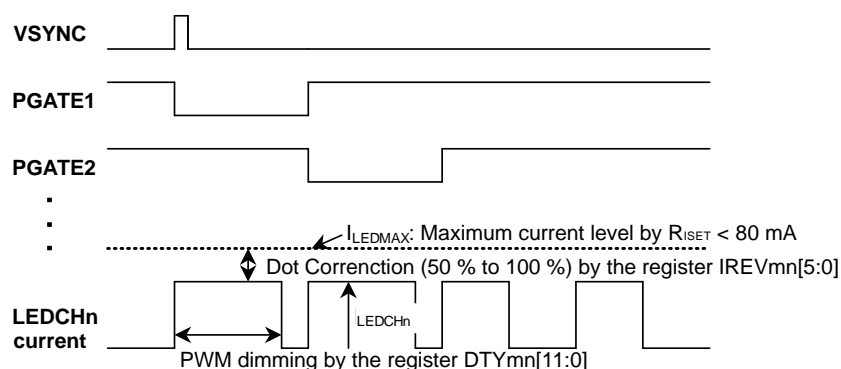 VSYNC
PGATE1
PGATE2
ILEDMAX: Maximum current level by RISET < 80 mA
Dot Correnction (50 % to 100 %) by the register IREVmn[5:0]
LEDCHn
current
LEDCHn
PWM dimming by the register DTYmn[11:0]